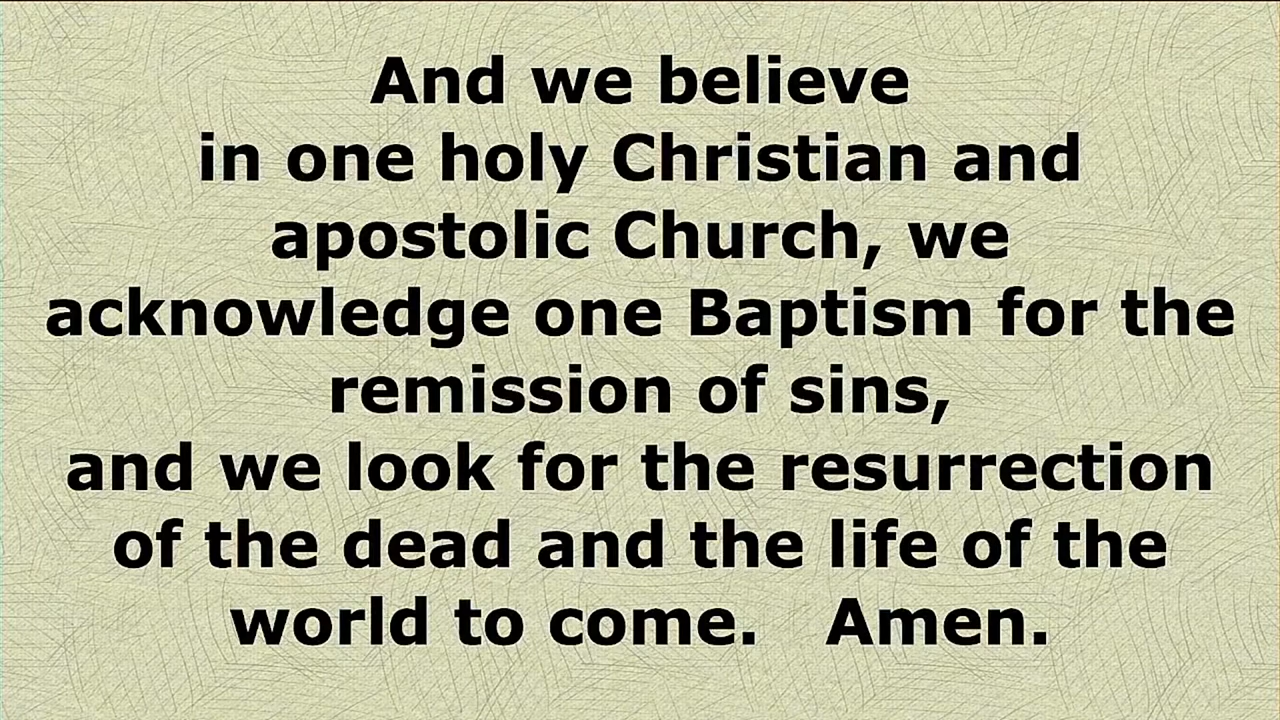 And we believe
in one holy Christian and
apostolic Church, we
acknowledge one Baptism for the
remission of sins,
and we look for the resurrection
of the dead and the life of the
world to come. Amen.